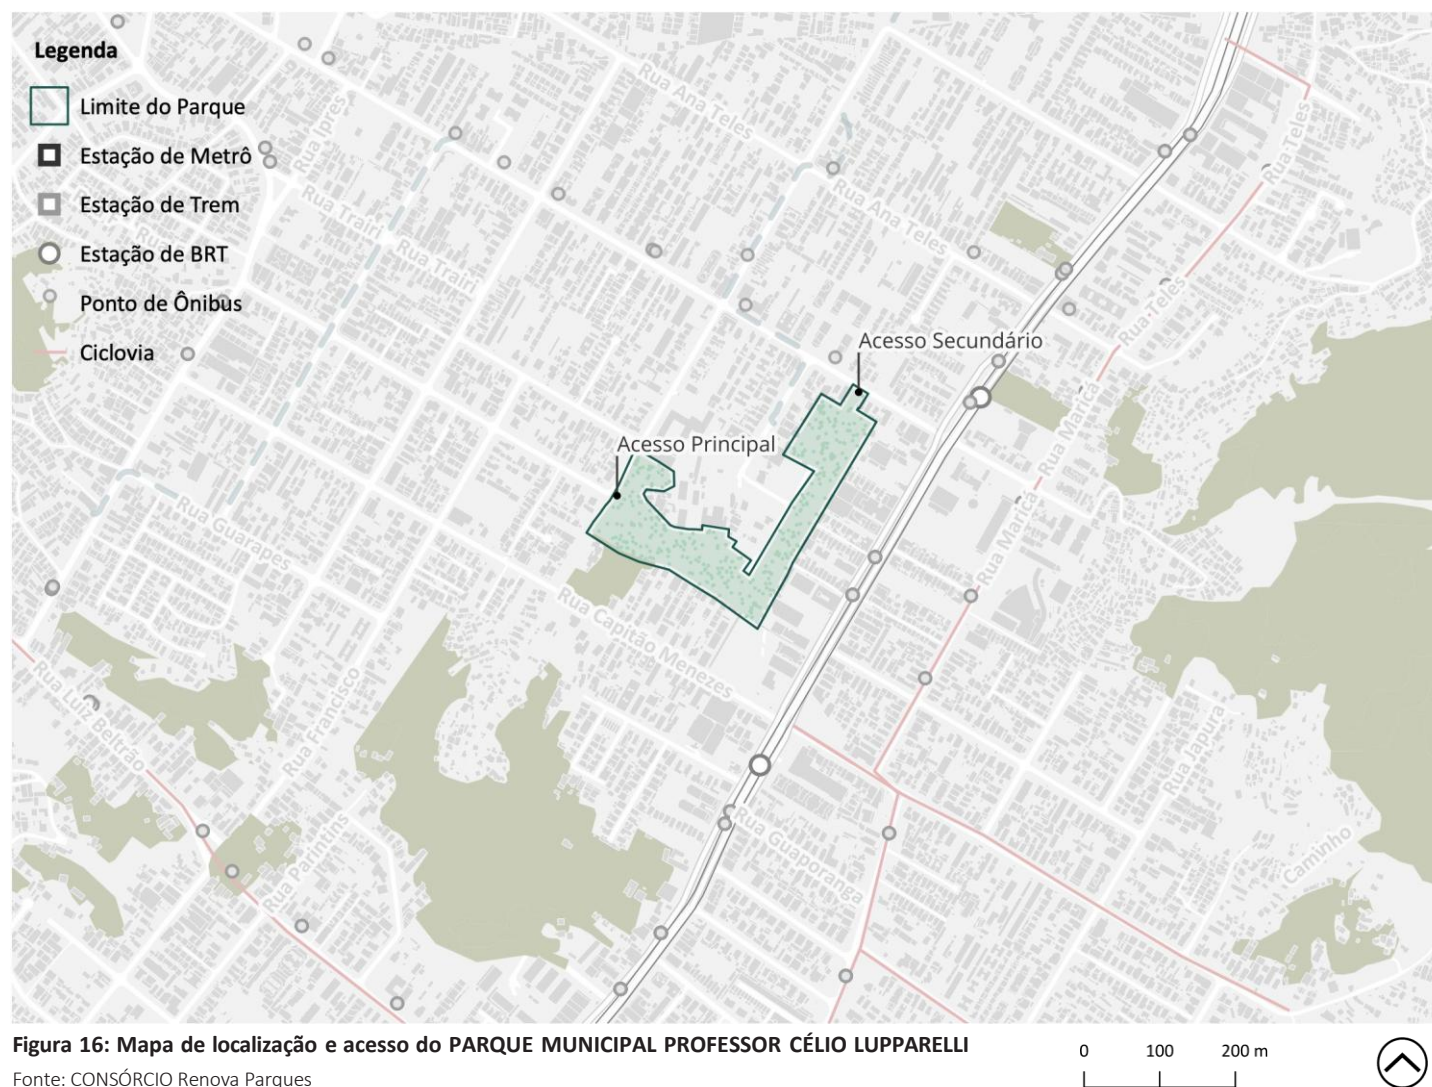 Legenda
Limite do Parque
Estação de Metrô
Estação de Trem
Estação de BRT
Ponto de Ônibus
Ciclovia
Rua Ipres
Rua Trairi
Rua Ana Teles
Rua Ana Teles
Rua Teles
Rua Teles
Acesso Secundário
Acesso Principal
Rua Maricá
Rua Maricá
Rua Guarapes
Rua Capitão Menezes
Rua Luiz Beltrão
Rua Francisco
Rua Parintins
Rua Japurá
Rua Guaporanga
Caminho
Figura 16: Mapa de localização e acesso do PARQUE MUNICIPAL PROFESSOR CÉLIO LUPPARELLI
Fonte: CONSÓRCIO Renova Parques
0 100 200 m